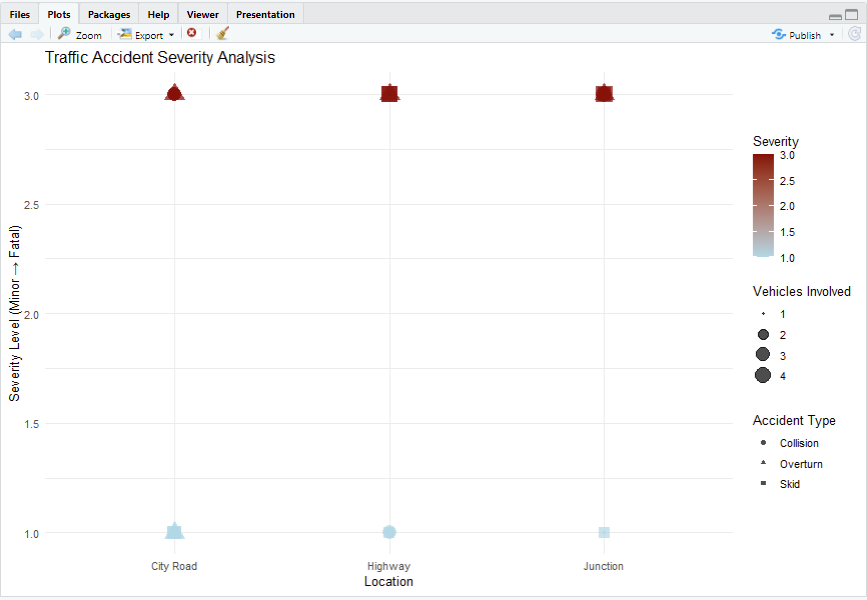 Files Plots Packages Help Viewer Presentation
Zoom Export Publish
Traffic Accident Severity Analysis
Severity Level (Minor → Fatal)
3.0
2.5
2.0
1.5
1.0
City Road Highway Junction
Location
Severity
3.0
2.5
2.0
1.5
1.0
Vehicles Involved
1
2
3
4
Accident Type
Collision
Overturn
Skid